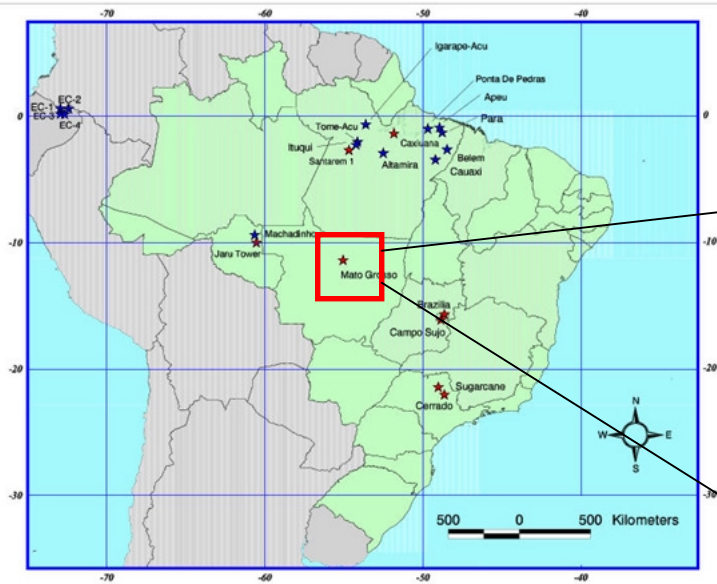 -70
-60
-50
-40
Igarape-Acu
Ponta De Pedras
EC-2
Apeu
EC-1
EC-3
EC-4
0
0
Para
Tome-Acu
Caxiuana
Ituqui
Santarem 1
Altamira
Belem
Cauaxi
Machadinho
-10
-10
Jaru Tower
Mato Grosso
Brazilia
Campo Sujo
-20
-20
Sugarcane
Cerrado
N
W
E
S
-30
-30
500
0
500
Kilometers
-70
-60
-50
-40